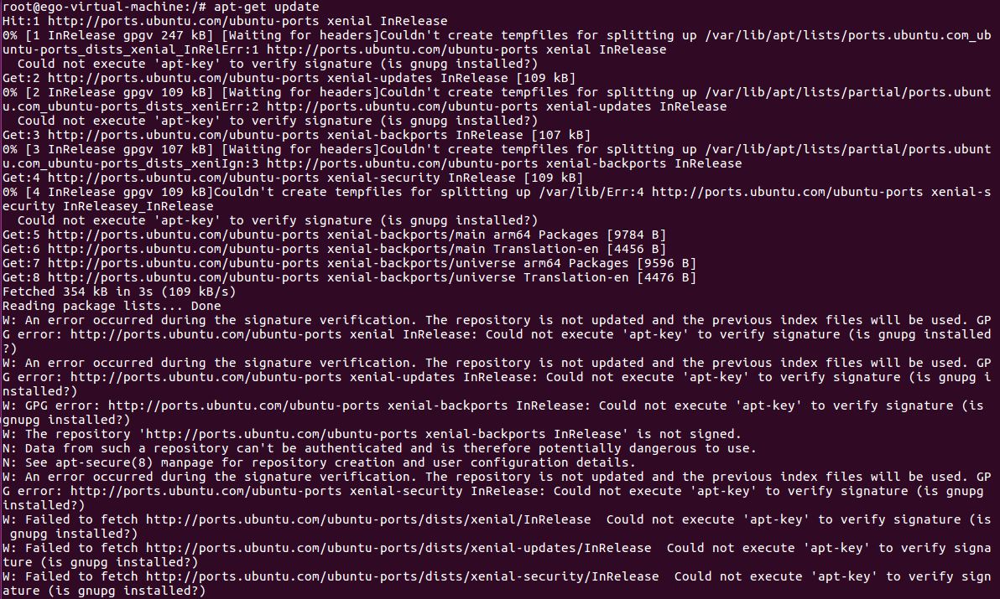 root@ego-virtual-machine:/# apt-get update
Hit:1 http://ports.ubuntu.com/ubuntu-ports xenial InRelease
0% [1 InRelease gpgv 247 kB] [Waiting for headers]Couldn't create tempfiles for splitting up /var/lib/apt/lists/ports.ubuntu.com_ub
untu-ports_dists_xenial_InRelErr:1 http://ports.ubuntu.com/ubuntu-ports xenial InRelease
  Could not execute 'apt-key' to verify signature (is gnupg installed?)
Get:2 http://ports.ubuntu.com/ubuntu-ports xenial-updates InRelease [109 kB]
0% [2 InRelease gpgv 109 kB] [Waiting for headers]Couldn't create tempfiles for splitting up /var/lib/apt/lists/partial/ports.ubunt
u.com_ubuntu-ports_dists_xeniErr:2 http://ports.ubuntu.com/ubuntu-ports xenial-updates InRelease
  Could not execute 'apt-key' to verify signature (is gnupg installed?)
Get:3 http://ports.ubuntu.com/ubuntu-ports xenial-backports InRelease [107 kB]
0% [3 InRelease gpgv 107 kB] [Waiting for headers]Couldn't create tempfiles for splitting up /var/lib/apt/lists/partial/ports.ubunt
u.com_ubuntu-ports_dists_xeniIgn:3 http://ports.ubuntu.com/ubuntu-ports xenial-backports InRelease
Get:4 http://ports.ubuntu.com/ubuntu-ports xenial-security InRelease [109 kB]
0% [4 InRelease gpgv 109 kB]Couldn't create tempfiles for splitting up /var/lib/Err:4 http://ports.ubuntu.com/ubuntu-ports xenial-s
ecurity InReleasey_InRelease
  Could not execute 'apt-key' to verify signature (is gnupg installed?)
Get:5 http://ports.ubuntu.com/ubuntu-ports xenial-backports/main arm64 Packages [9784 B]
Get:6 http://ports.ubuntu.com/ubuntu-ports xenial-backports/main Translation-en [4456 B]
Get:7 http://ports.ubuntu.com/ubuntu-ports xenial-backports/universe arm64 Packages [9596 B]
Get:8 http://ports.ubuntu.com/ubuntu-ports xenial-backports/universe Translation-en [4476 B]
Fetched 354 kB in 3s (109 kB/s)
Reading package lists... Done
W: An error occurred during the signature verification. The repository is not updated and the previous index files will be used. GP
G error: http://ports.ubuntu.com/ubuntu-ports xenial InRelease: Could not execute 'apt-key' to verify signature (is gnupg installed
?)
W: An error occurred during the signature verification. The repository is not updated and the previous index files will be used. GP
G error: http://ports.ubuntu.com/ubuntu-ports xenial-updates InRelease: Could not execute 'apt-key' to verify signature (is gnupg i
nstalled?)
W: GPG error: http://ports.ubuntu.com/ubuntu-ports xenial-backports InRelease: Could not execute 'apt-key' to verify signature (is
gnupg installed?)
W: The repository 'http://ports.ubuntu.com/ubuntu-ports xenial-backports InRelease' is not signed.
N: Data from such a repository can't be authenticated and is therefore potentially dangerous to use.
N: See apt-secure(8) manpage for repository creation and user configuration details.
W: An error occurred during the signature verification. The repository is not updated and the previous index files will be used. GP
G error: http://ports.ubuntu.com/ubuntu-ports xenial-security InRelease: Could not execute 'apt-key' to verify signature (is gnupg
installed?)
W: Failed to fetch http://ports.ubuntu.com/ubuntu-ports/dists/xenial/InRelease  Could not execute 'apt-key' to verify signature (is
 gnupg installed?)
W: Failed to fetch http://ports.ubuntu.com/ubuntu-ports/dists/xenial-updates/InRelease  Could not execute 'apt-key' to verify signa
ture (is gnupg installed?)
W: Failed to fetch http://ports.ubuntu.com/ubuntu-ports/dists/xenial-security/InRelease  Could not execute 'apt-key' to verify sign
ature (is gnupg installed?)